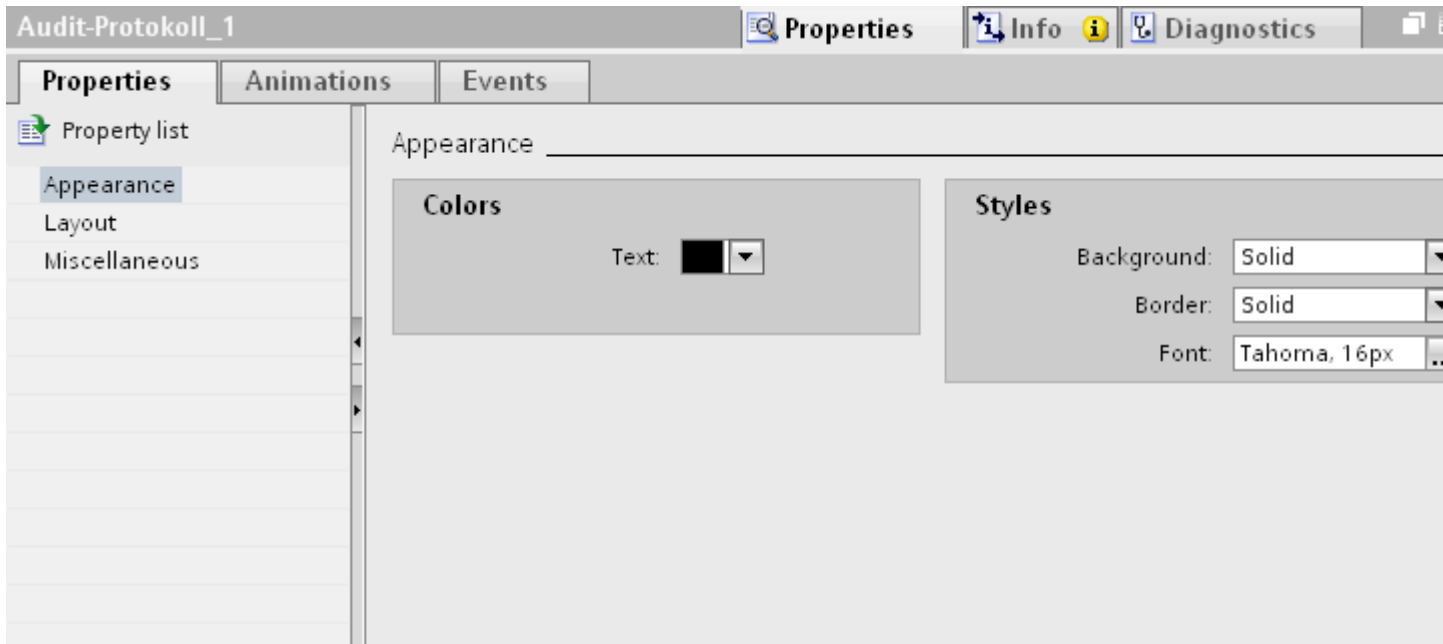 Audit-Protokoll_1
Properties Info Diagnostics
Properties Animations Events
Property list
Appearance
Layout
Miscellaneous
Appearance
Colors
Text:
Styles
Background: Solid
Border: Solid
Font: Tahoma, 16px ...